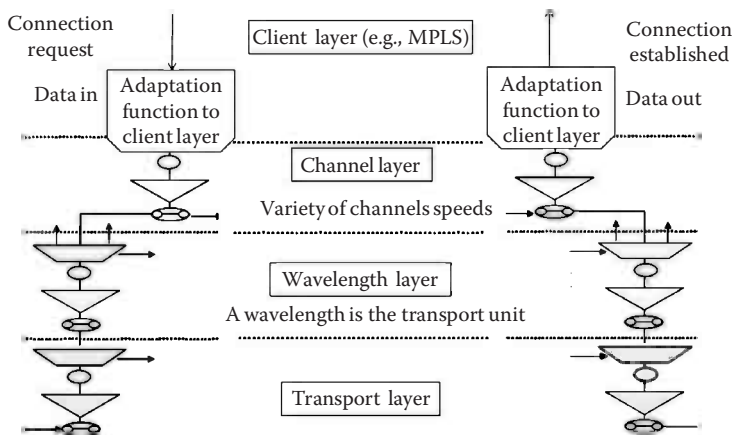 Connection
request
Client layer (e.g., MPLS)
Connection
established
Data in
Adaptation
function to
client layer
Adaptation
function to
client layer
Data out
Channel layer
Variety of channels speeds
Wavelength layer
A wavelength is the transport unit
Transport layer